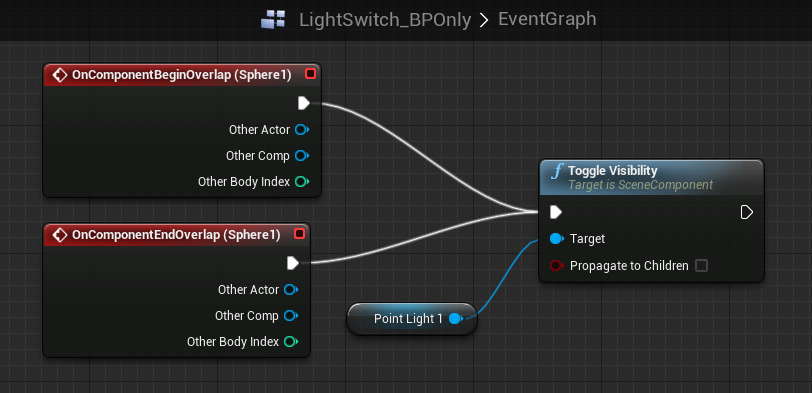 LightSwitch_BPOnly > EventGraph
OnComponentBeginOverlap (Sphere1)
Other Actor
Other Comp
Other Body Index
OnComponentEndOverlap (Sphere1)
Other Actor
Other Comp
Other Body Index
Point Light 1
f Toggle Visibility
Target is SceneComponent
Target
Propagate to Children